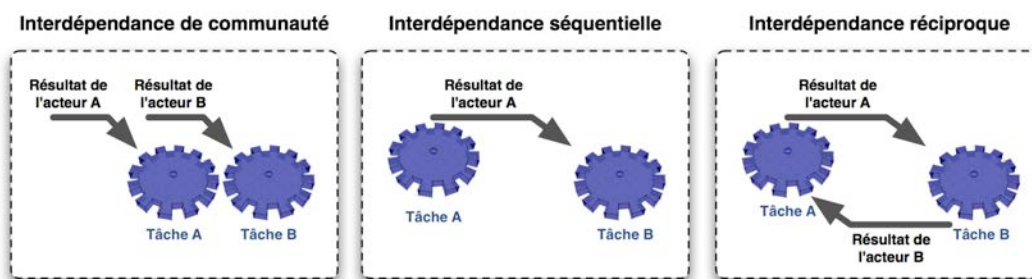 Interdépendance de communauté
Résultat de
l'acteur A
Résultat de
l'acteur B
Tâche A
Tâche B
Interdépendance séquentielle
Résultat de
l'acteur A
Tâche A
Tâche B
Interdépendance réciproque
Résultat de
l'acteur A
Tâche A
Tâche B
Résultat de
l'acteur B